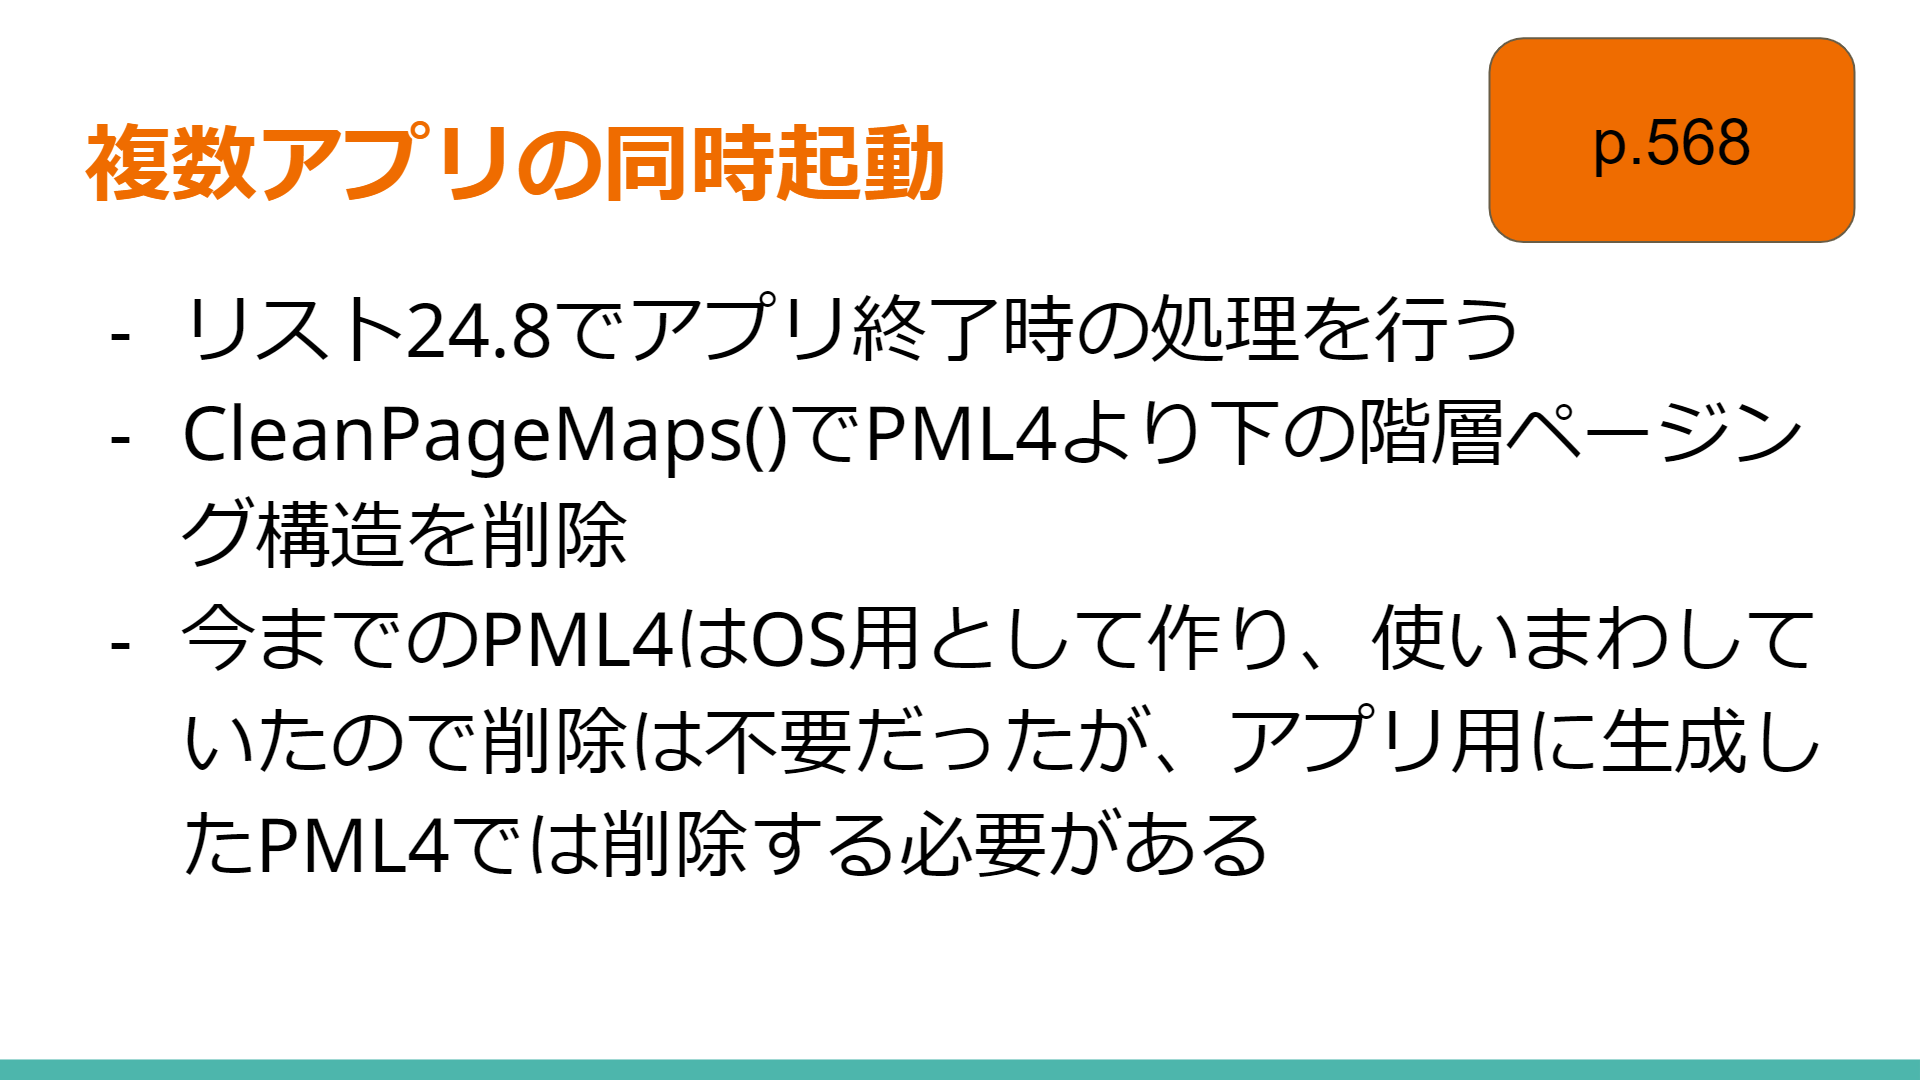 複数アプリの同時起動
p.568
- リスト24.8でアプリ終了時の処理を行う
- CleanPageMaps()でPML4より下の階層ページン
グ構造を削除
- 今までのPML4はOS用として作り、使いまわして
いたので削除は不要だったが、アプリ用に生成し
たPML4では削除する必要がある